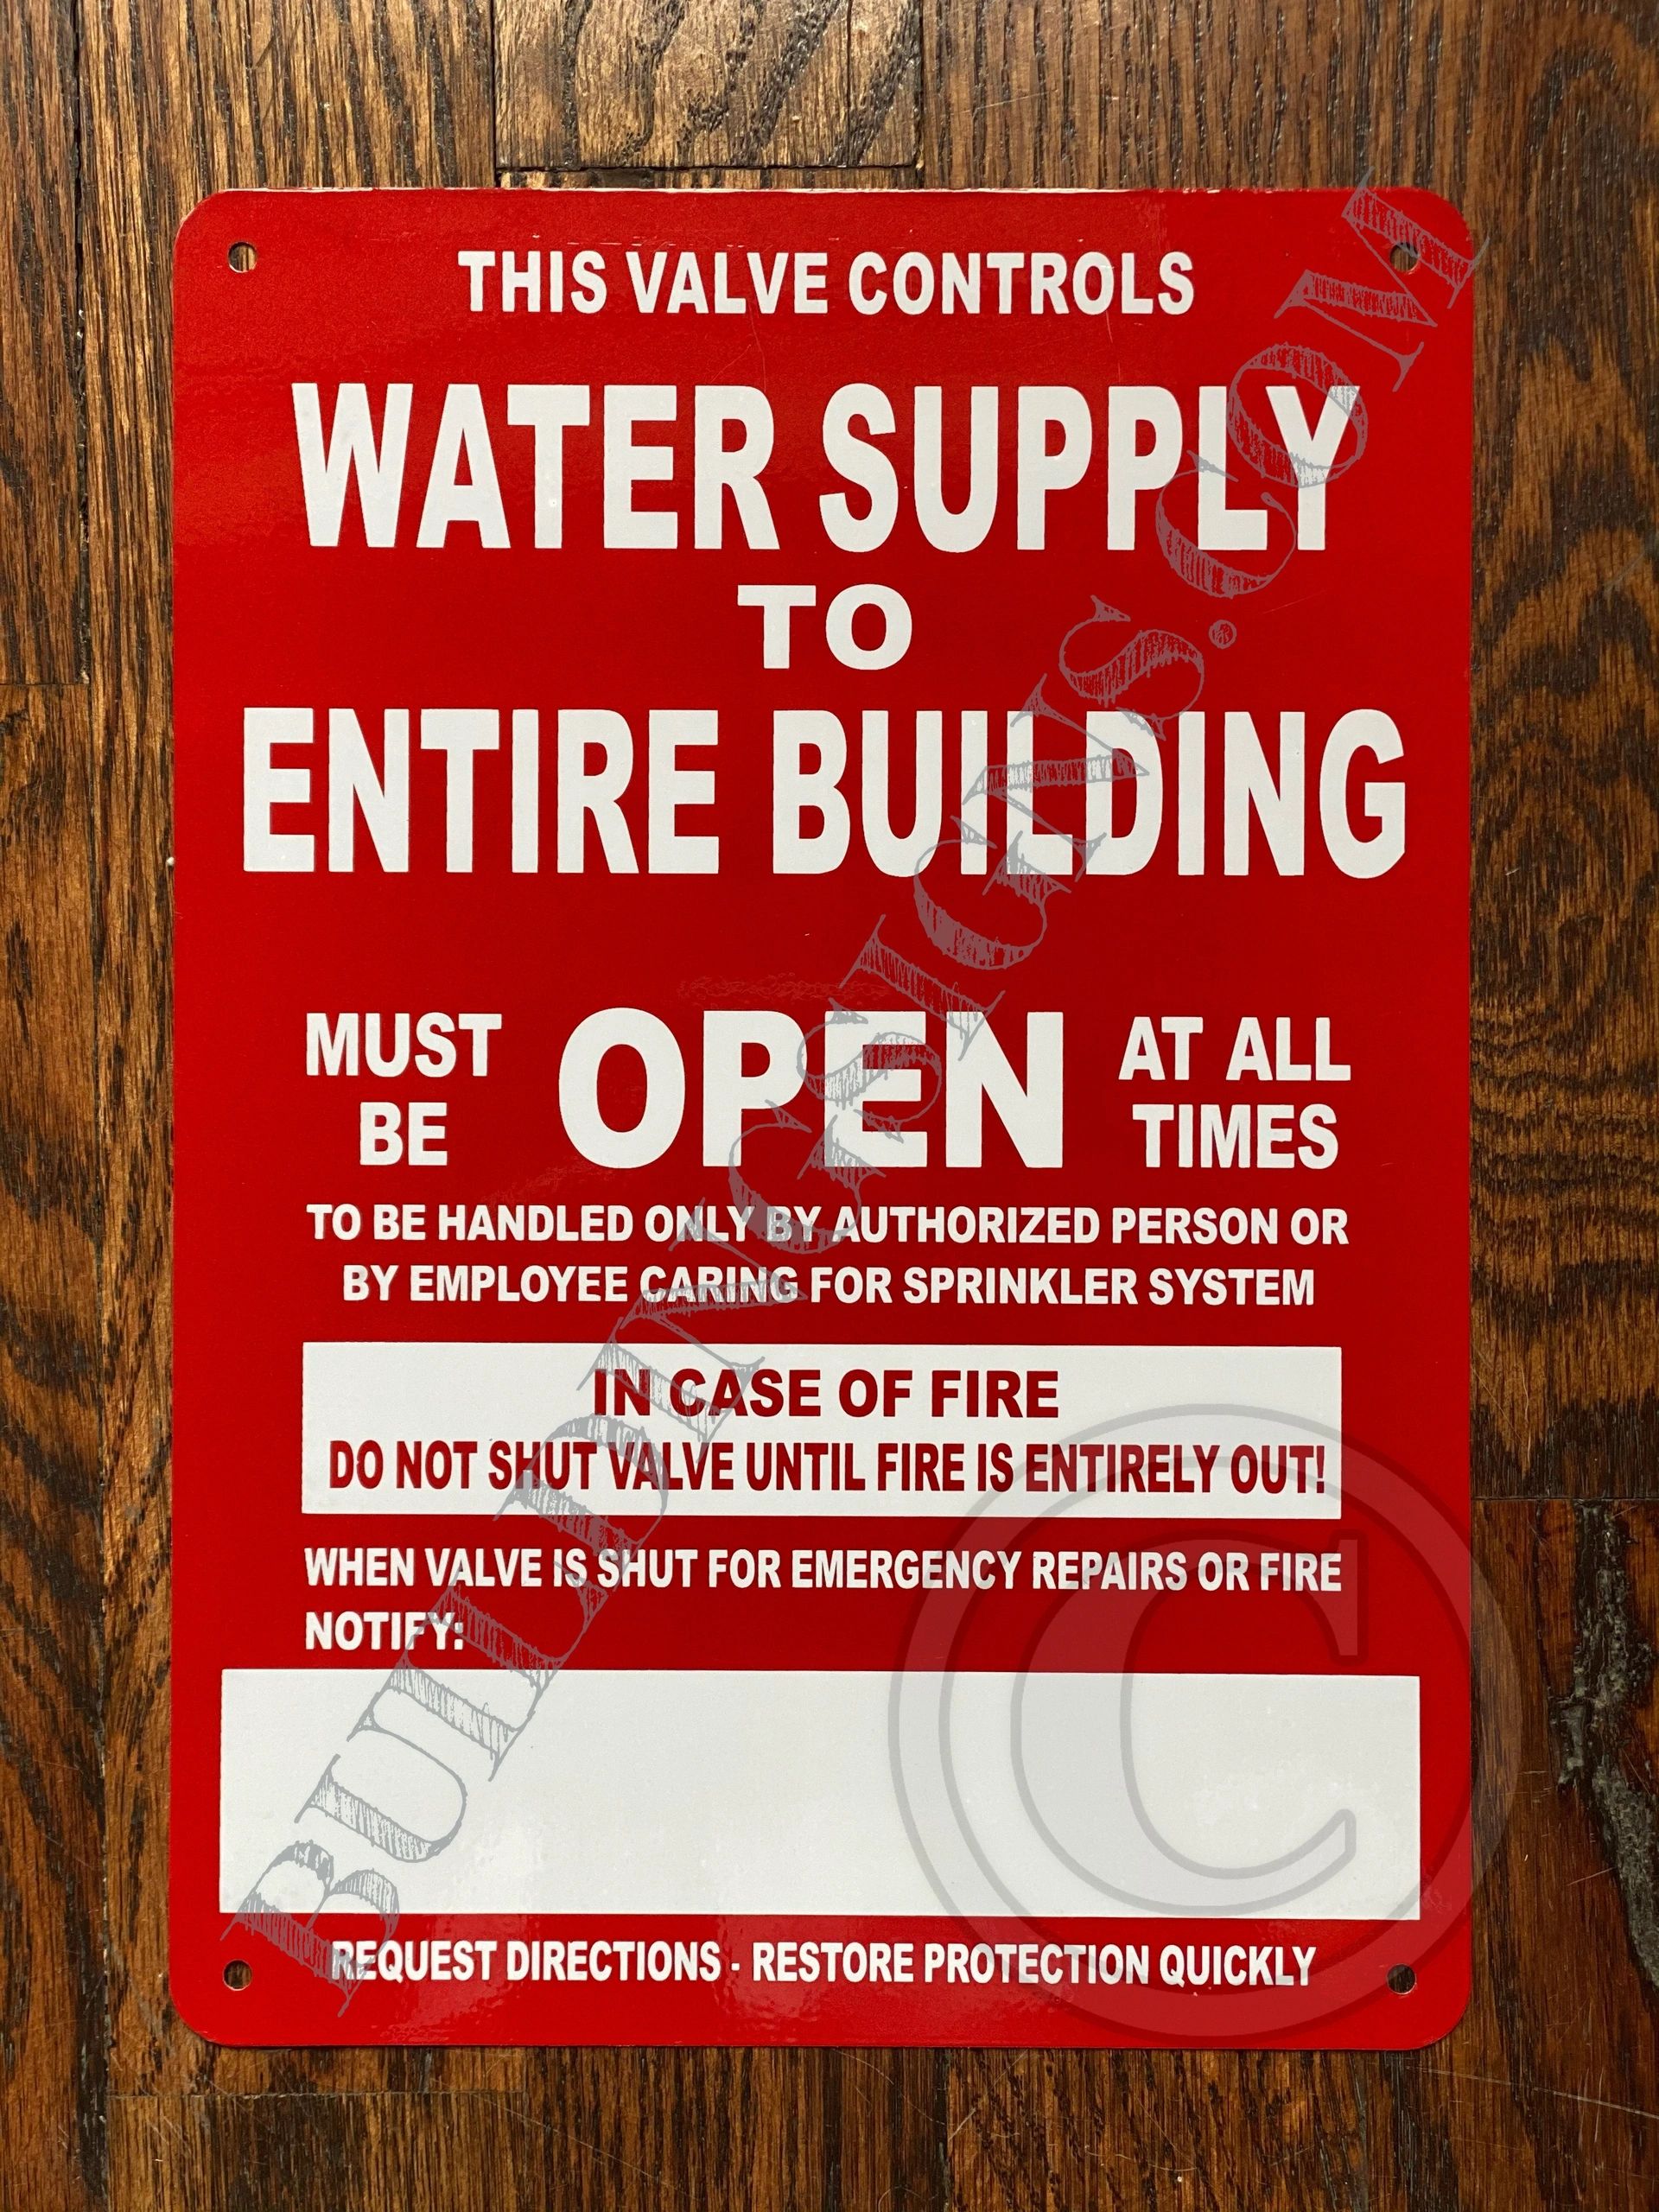 THIS VALVE CONTROLS
WATER SUPPLY
TO
ENTIRE BUILDING
MUST BE OPEN AT ALL TIMES
TO BE HANDLED ONLY BY AUTHORIZED PERSON OR
BY EMPLOYEE CARING FOR SPRINKLER SYSTEM
IN CASE OF FIRE
DO NOT SHUT VALVE UNTIL FIRE IS ENTIRELY OUT!
WHEN VALVE IS SHUT FOR EMERGENCY REPAIRS OR FIRE
NOTIFY:
REQUEST DIRECTIONS - RESTORE PROTECTION QUICKLY
BUILDINGSIGNS.COM
®
©